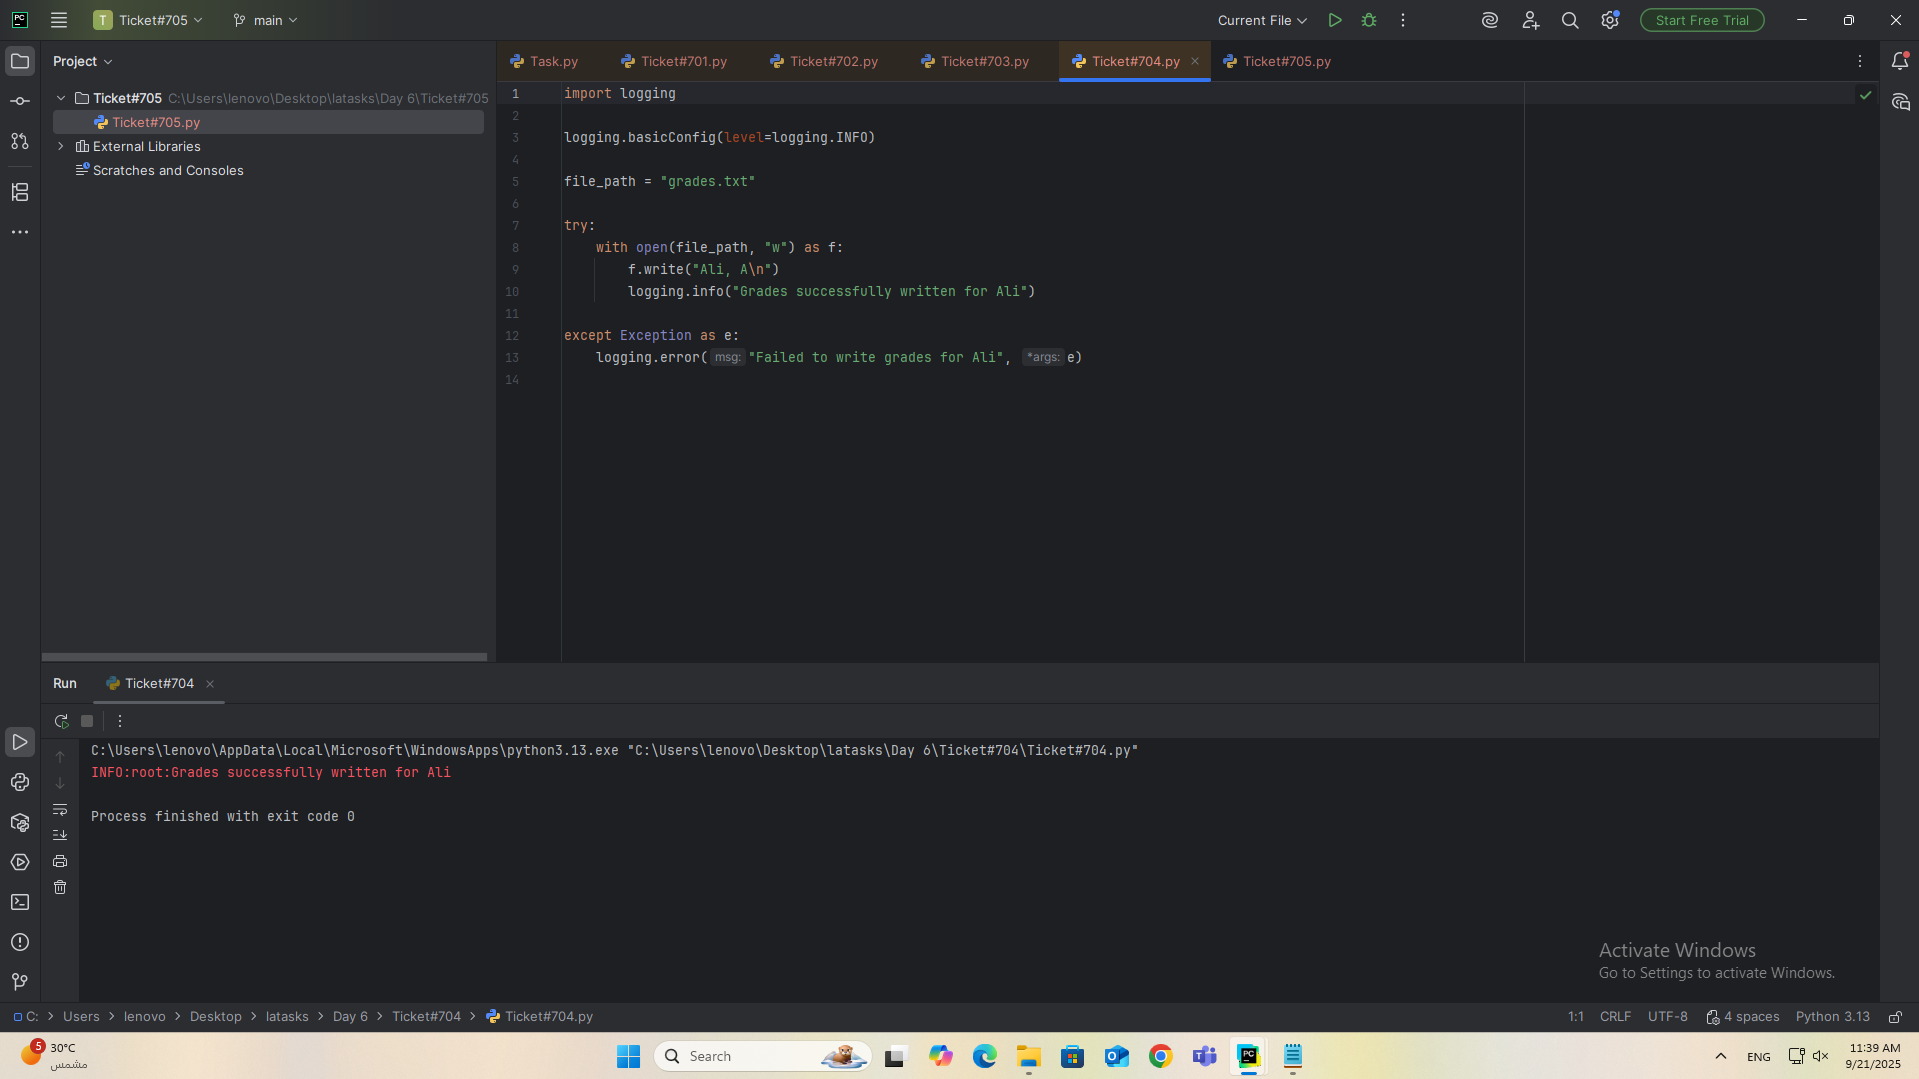 PC
T Ticket#705
main
Current File
Start Free Trial
Project
Task.py
Ticket#701.py
Ticket#702.py
Ticket#703.py
Ticket#704.py
Ticket#705.py
Ticket#705 C:\Users\lenovo\Desktop\latasks\Day 6\Ticket#705
Ticket#705.py
External Libraries
Scratches and Consoles
1 import logging
2
3 logging.basicConfig(level=logging.INFO)
4
5 file_path = "grades.txt"
6
7 try:
8 with open(file_path, "w") as f:
9 f.write("Ali, A\n")
10 logging.info("Grades successfully written for Ali")
11
12 except Exception as e:
13 logging.error( msg: "Failed to write grades for Ali", *args: e)
14
Run
Ticket#704
C:\Users\lenovo\AppData\Local\Microsoft\WindowsApps\python3.13.exe "C:\Users\lenovo\Desktop\latasks\Day 6\Ticket#704\Ticket#704.py"
INFO:root:Grades successfully written for Ali
Process finished with exit code 0
Activate Windows
Go to Settings to activate Windows.
C: > Users > lenovo > Desktop > latasks > Day 6 > Ticket#704 > Ticket#704.py
1:1 CRLF UTF-8 4 spaces Python 3.13
5
30°C
مشمس
Search
PC
ENG
11:39 AM
9/21/2025